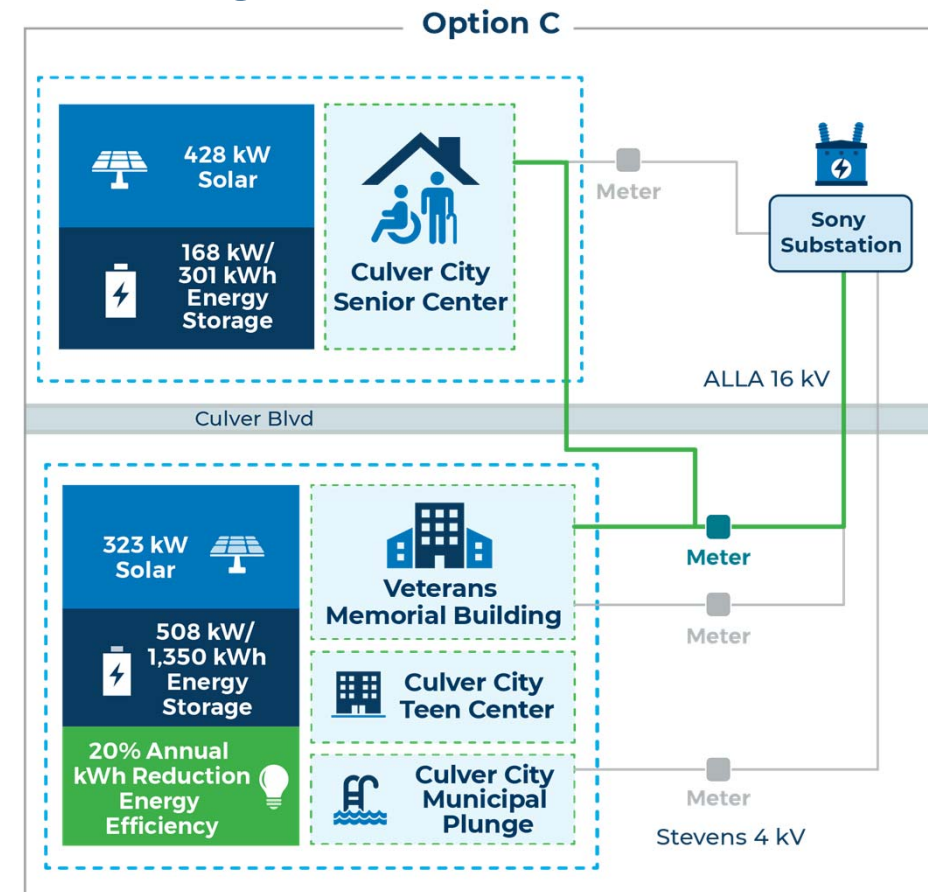 Option C
428 kW
Solar
168 kW/
301 kWh
Energy
Storage
Culver City
Senior Center
Meter
Sony
Substation
ALLA 16 kV
Culver Blvd
323 kW
Solar
508 kW/
1,350 kWh
Energy
Storage
20% Annual
kWh Reduction
Energy
Efficiency
Veterans
Memorial Building
Culver City
Teen Center
Culver City
Municipal
Plunge
Meter
Meter
Meter
Stevens 4 kV